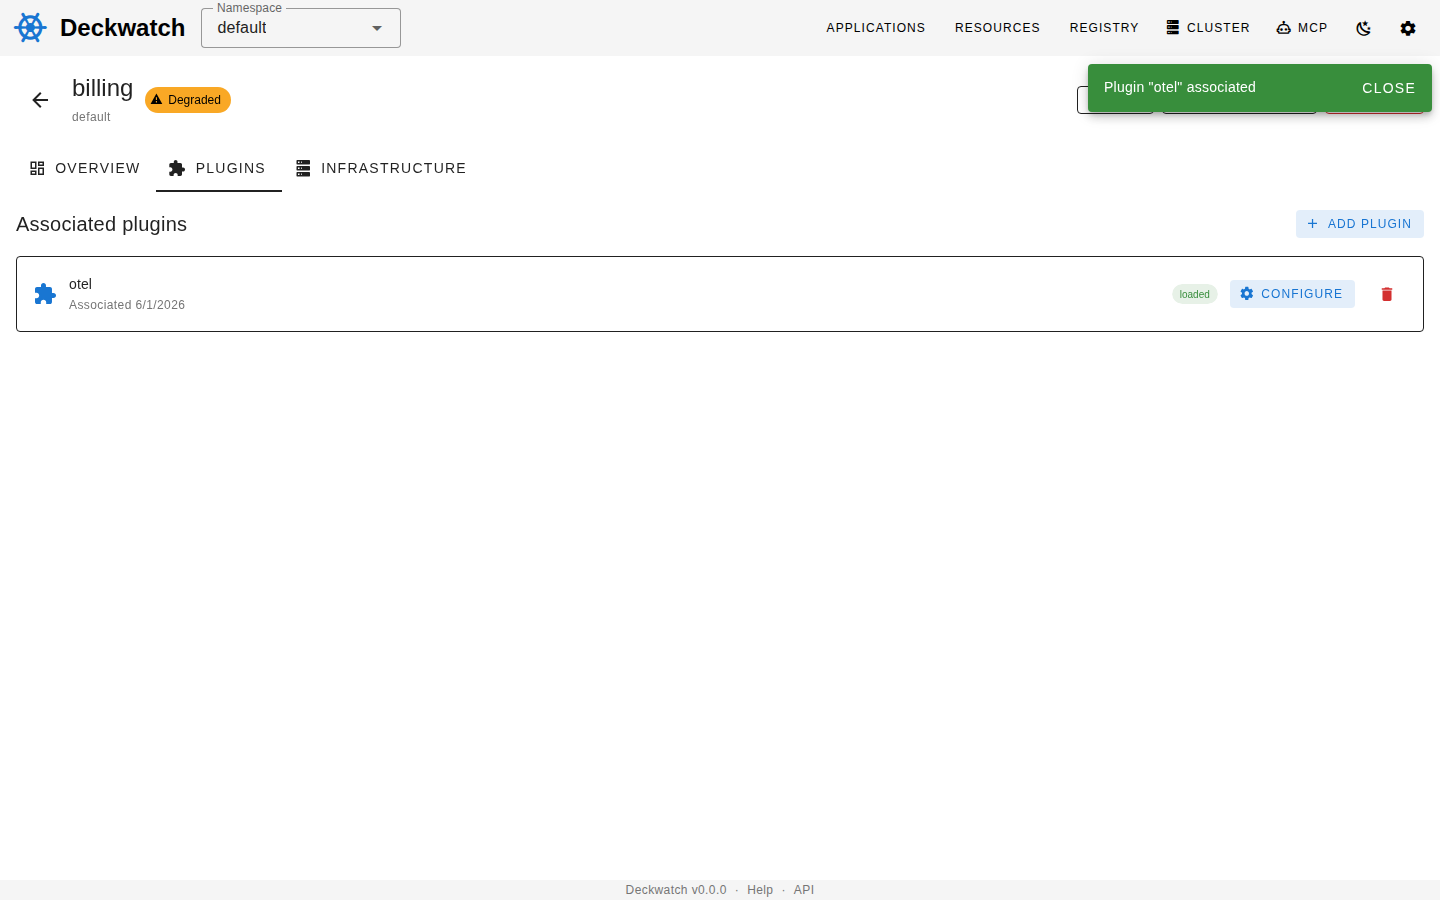 Deckwatch
Namespace
default
APPLICATIONS
RESOURCES
REGISTRY
CLUSTER
MCP
billing
default
Degraded
Plugin "otel" associated
CLOSE
OVERVIEW
PLUGINS
INFRASTRUCTURE
Associated plugins
ADD PLUGIN
otel
Associated 6/1/2026
loaded
CONFIGURE
Deckwatch v0.0.0 · Help · API